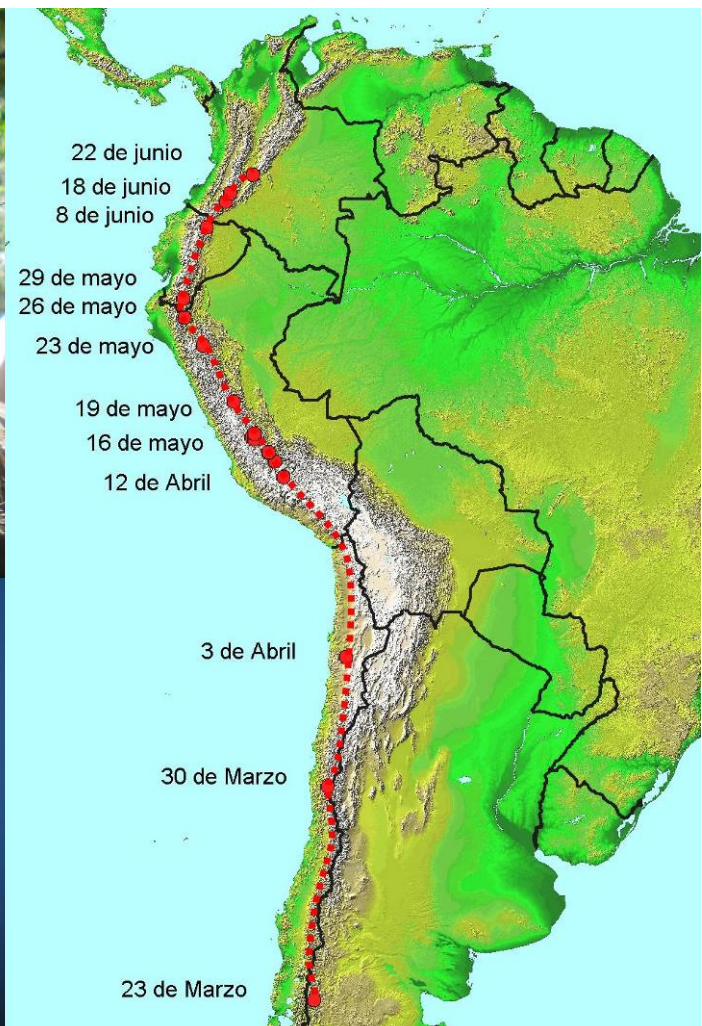 22 de junio
18 de junio
8 de junio
29 de mayo
26 de mayo
23 de mayo
19 de mayo
16 de mayo
12 de Abril
3 de Abril
30 de Marzo
23 de Marzo